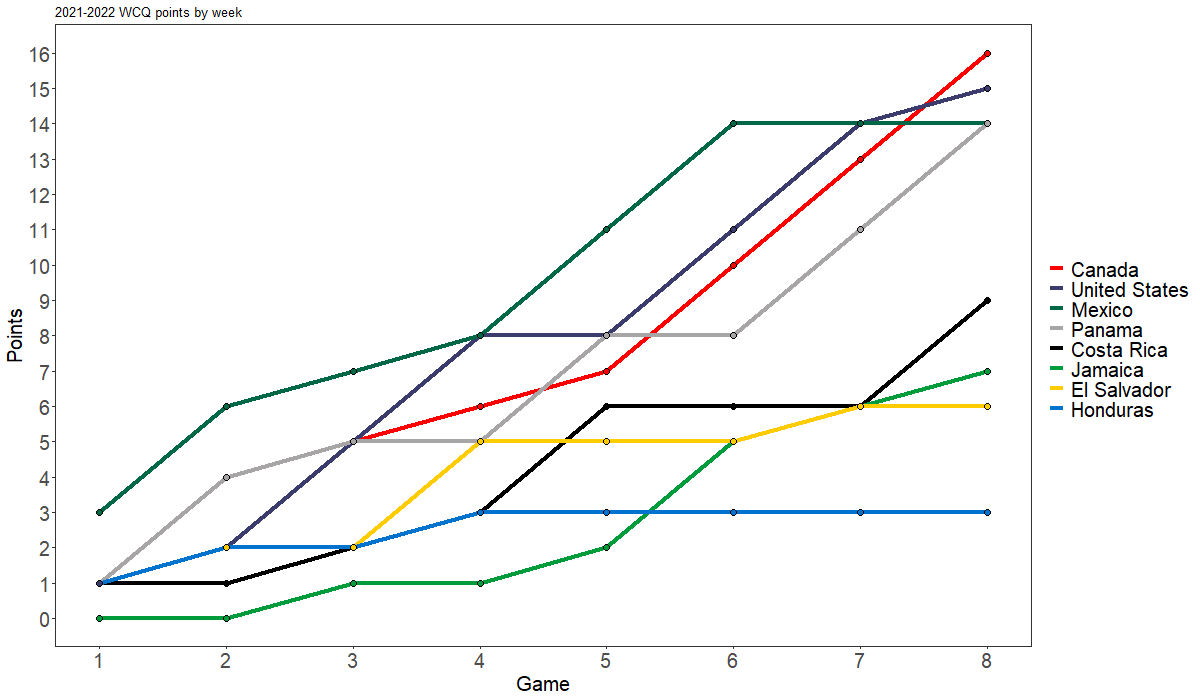 2021-2022 WCQ points by week
16
15
14
13
12
11
10
9
8
7
6
5
4
3
2
1
0
Points
1 2 3 4 5 6 7 8
Game
Canada
United States
Mexico
Panama
Costa Rica
Jamaica
El Salvador
Honduras